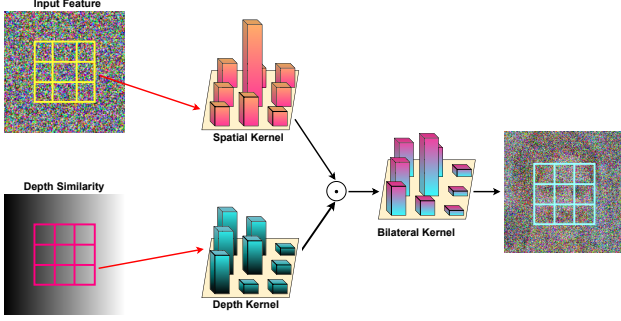 Input Feature
Spatial Kernel
Depth Similarity
Bilateral Kernel
Depth Kernel